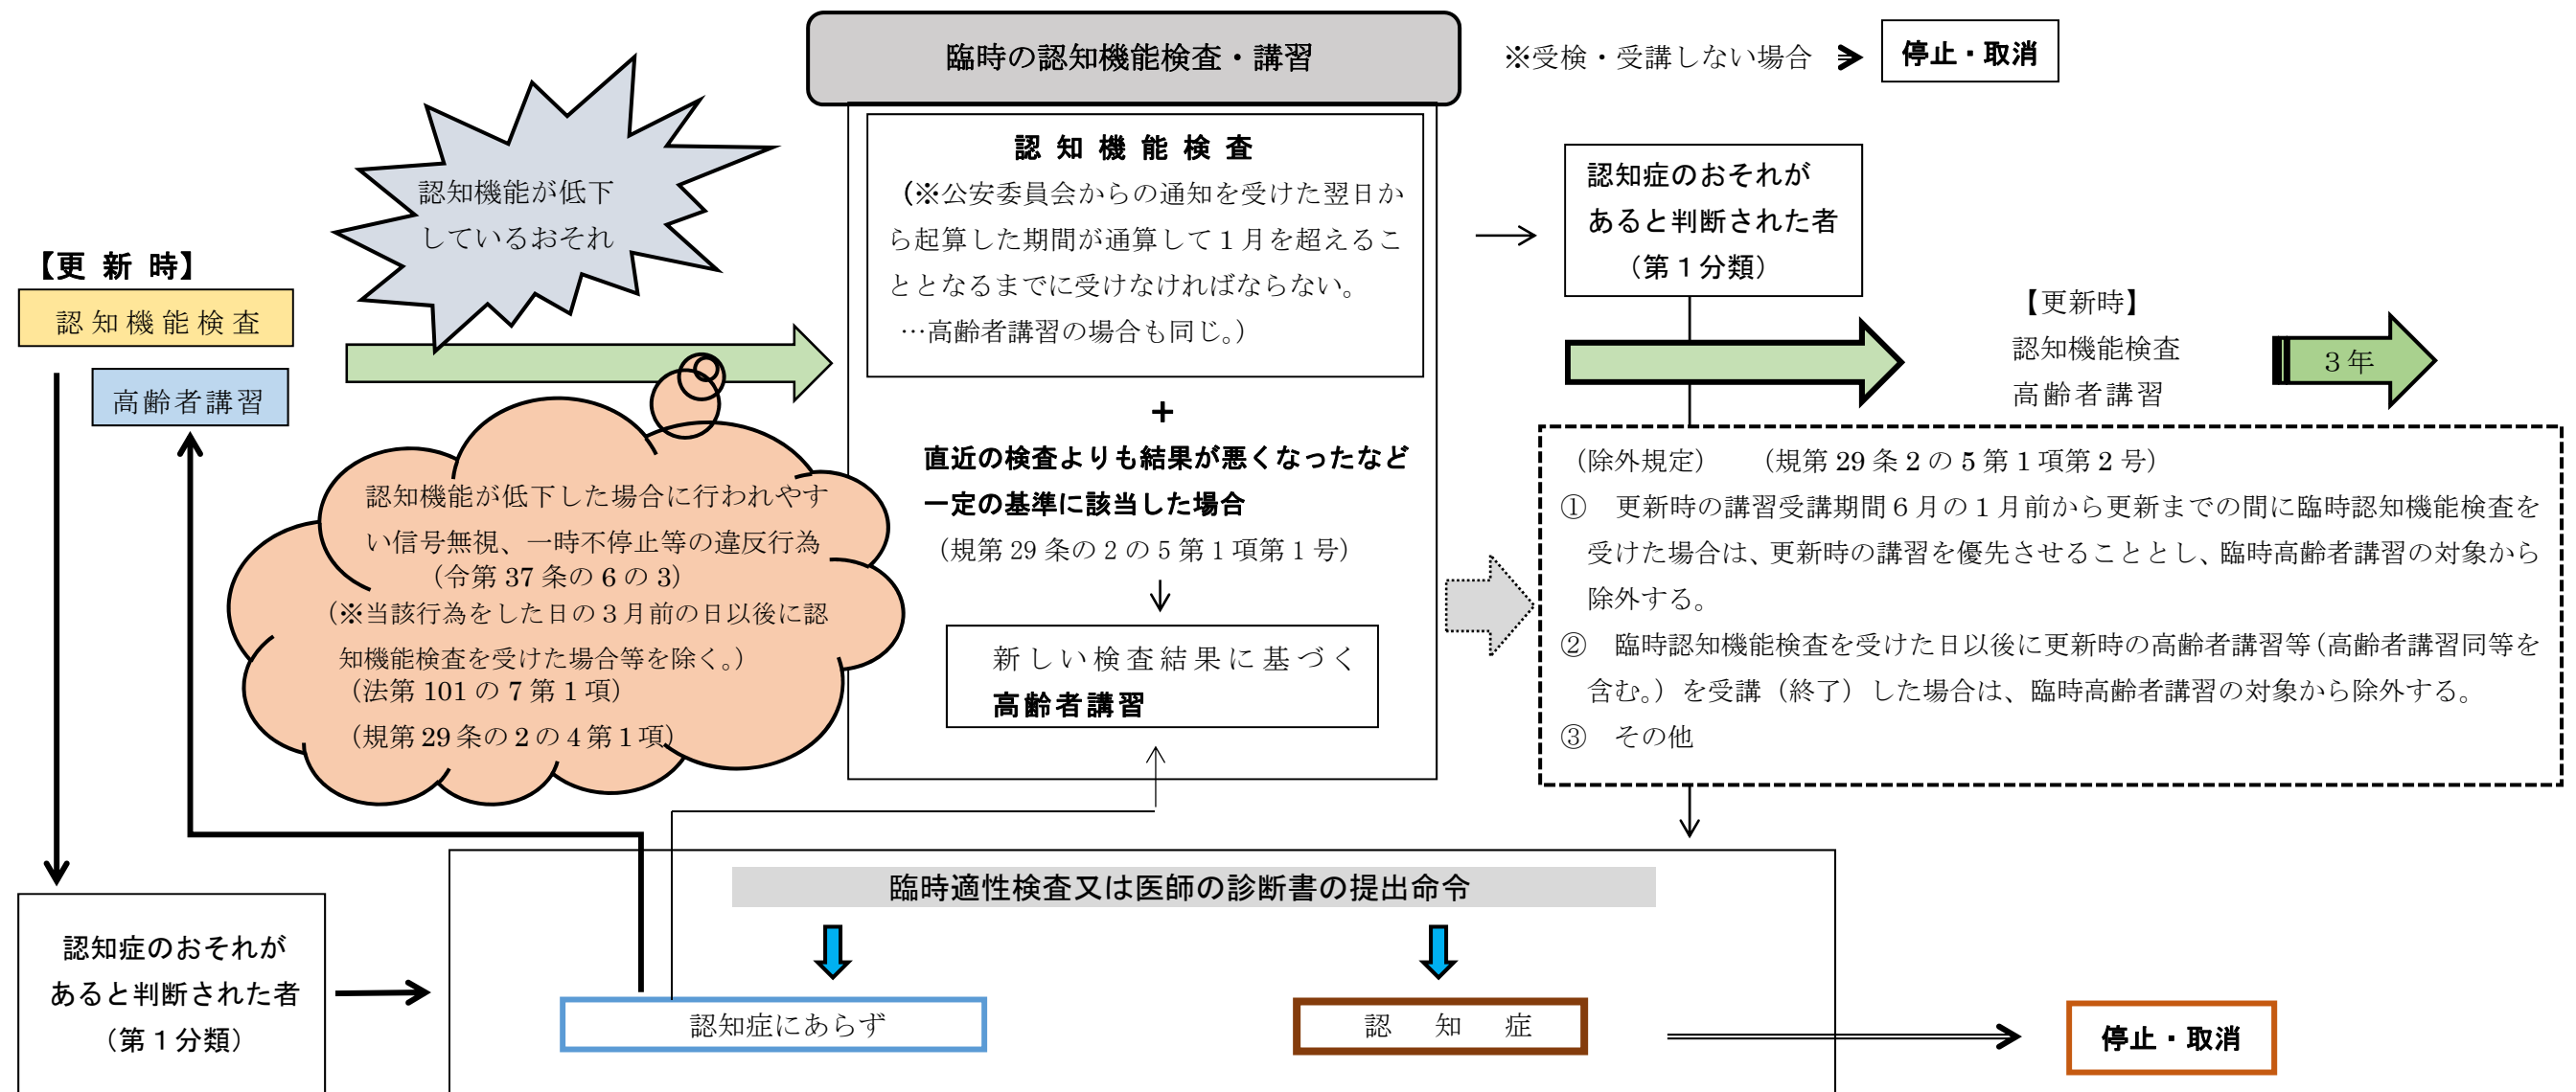 臨時の認知機能検査・講習
※受検・受講しない場合
停止・取消
認知機能が低下
しているおそれ
【更新時】
認知機能検査
高齢者講習
認知機能検査
(※公安委員会からの通知を受けた翌日か
ら起算した期間が通算して1月を超えるこ
ととなるまでに受けなければならない。
…高齢者講習の場合も同じ。)
+
直近の検査よりも結果が悪くなったなど
一定の基準に該当した場合
(規第29条の2の5第1項第1号)
新しい検査結果に基づく
高齢者講習
認知症のおそれが
あると判断された者
(第1分類)
【更新時】
認知機能検査
高齢者講習
3年
認知機能が低下した場合に行われやす
い信号無視、一時不停止等の違反行為
(令第37条の6の3)
(※当該行為をした日の3月前の日以後に認
知機能検査を受けた場合等を除く。)
(法第101の7第1項)
(規第29条の2の4第1項)
(除外規定) (規第29条2の5第1項第2号)
① 更新時の講習受講期間6月の1月前から更新までの間に臨時認知機能検査を
受けた場合は、更新時の講習を優先させることとし、臨時高齢者講習の対象から
除外する。
② 臨時認知機能検査を受けた日以後に更新時の高齢者講習等(高齢者講習同等を
含む。)を受講(終了)した場合は、臨時高齢者講習の対象から除外する。
③ その他
臨時適性検査又は医師の診断書の提出命令
認知症のおそれが
あると判断された者
(第1分類)
認知症にあらず
認知症
停止・取消